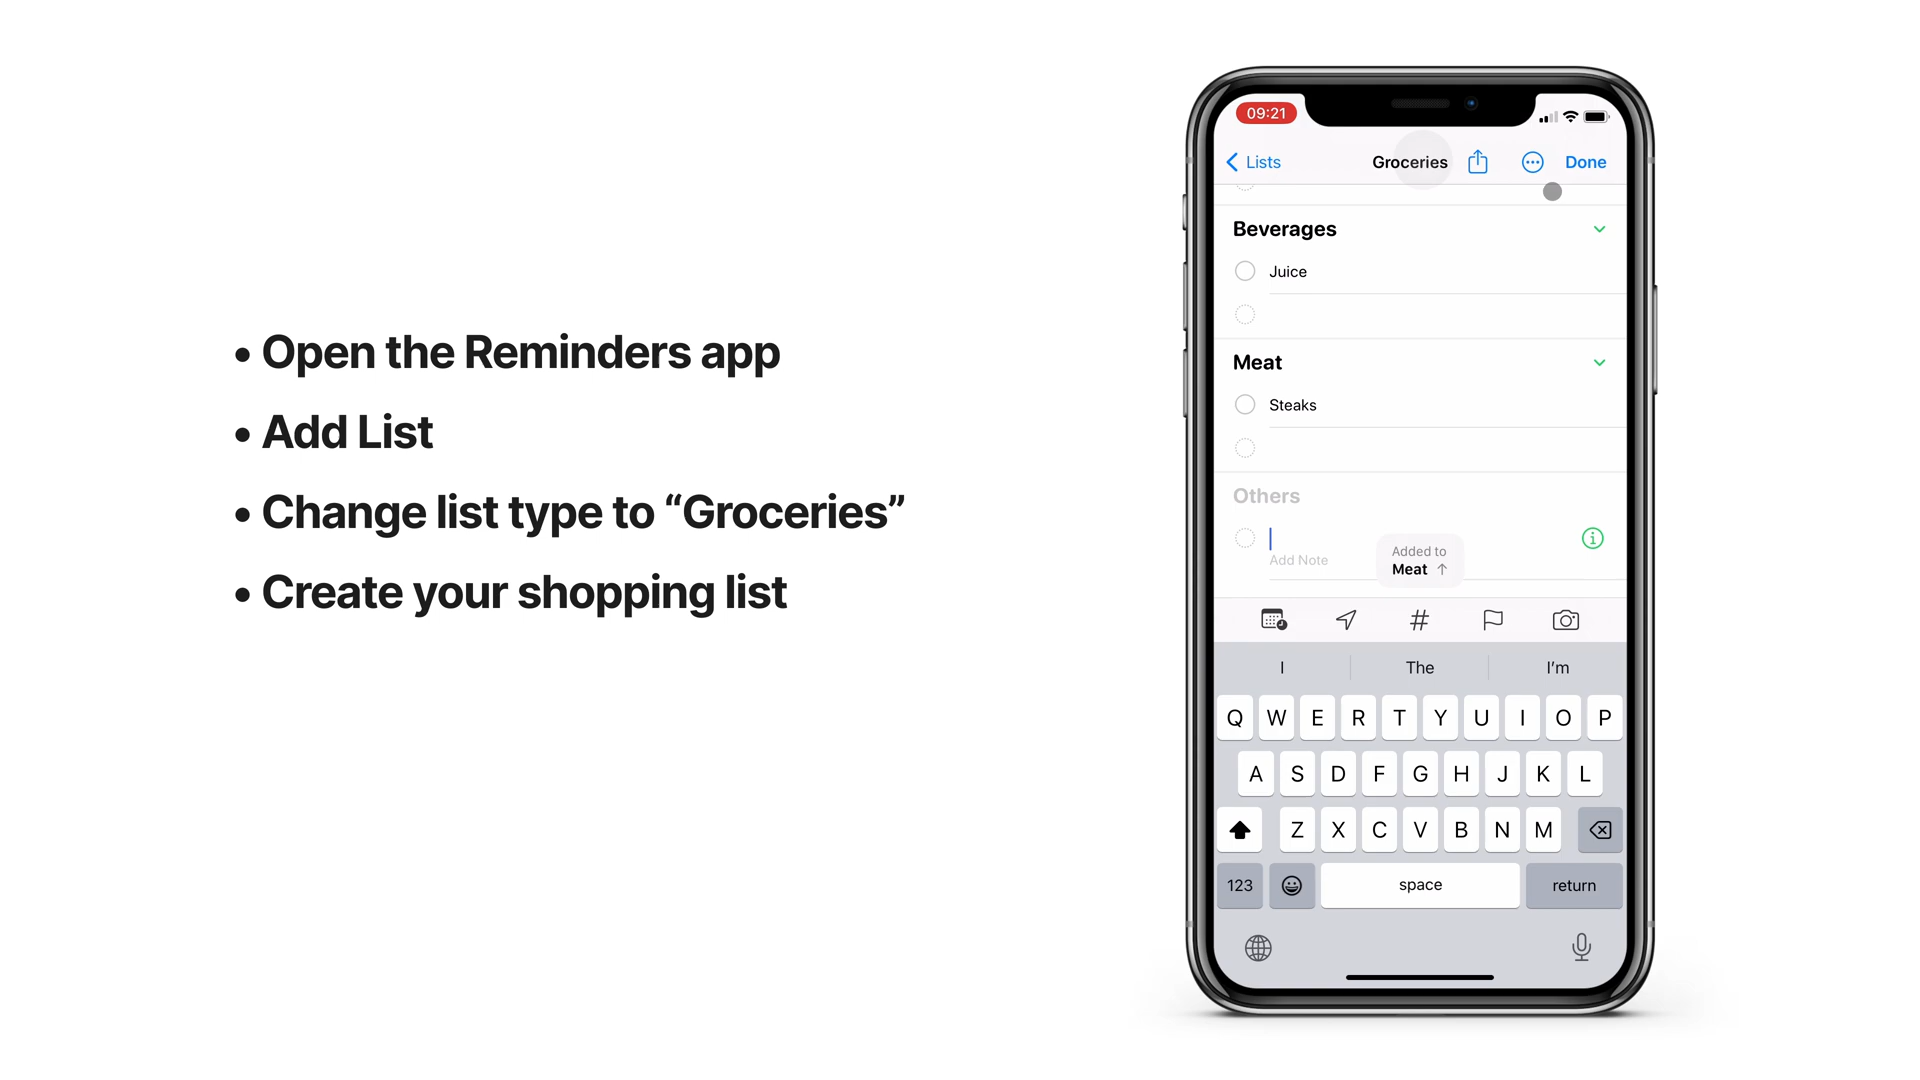 • Open the Reminders app
• Add List
• Change list type to “Groceries”
• Create your shopping list
09:21
Lists
Groceries
Done
Beverages
Juice
Meat
Steaks
Others
Add Note
Added to
Meat ↑
#
I The I'm
Q W E R T Y U I O P
A S D F G H J K L
Z X C V B N M
123 space return